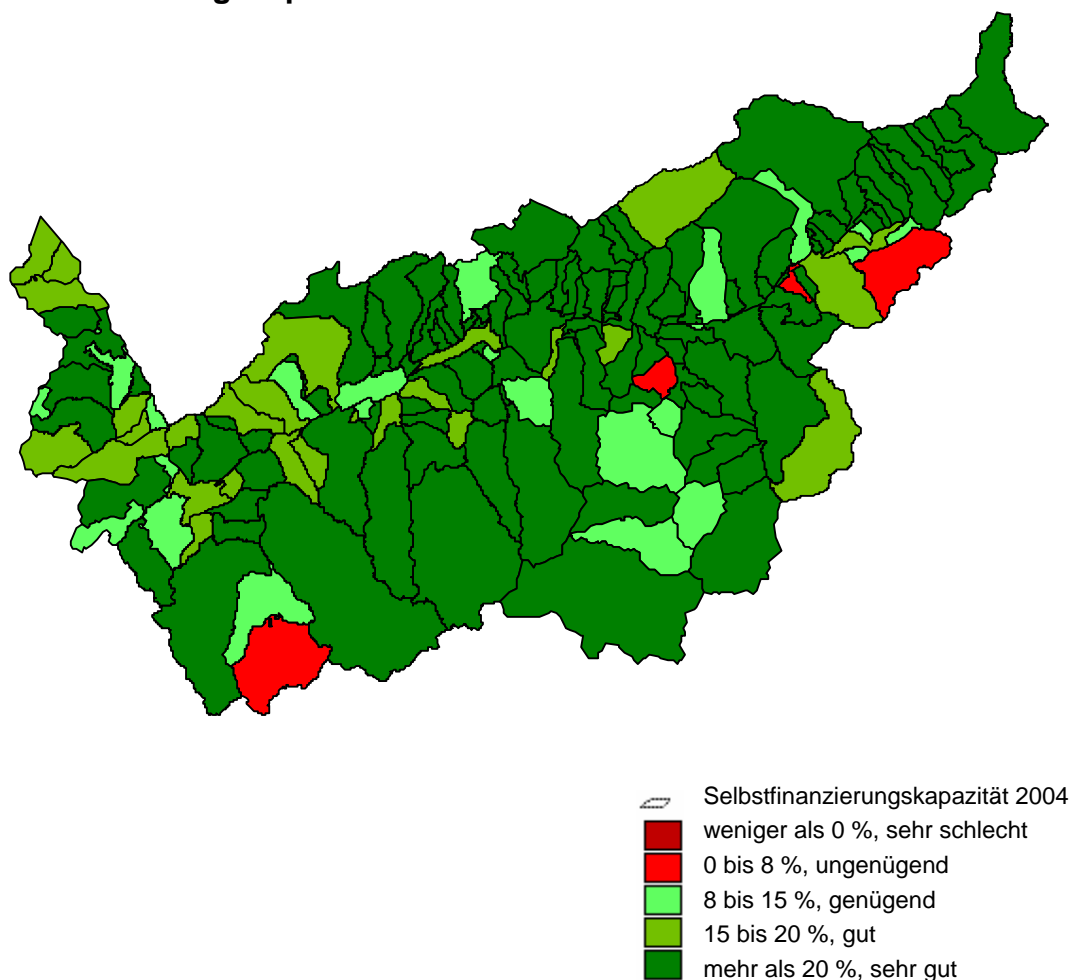 Selbstfinanzierungskapazität 2004
weniger als 0 %, sehr schlecht
0 bis 8 %, ungenügend
8 bis 15 %, genügend
15 bis 20 %, gut
mehr als 20 %, sehr gut